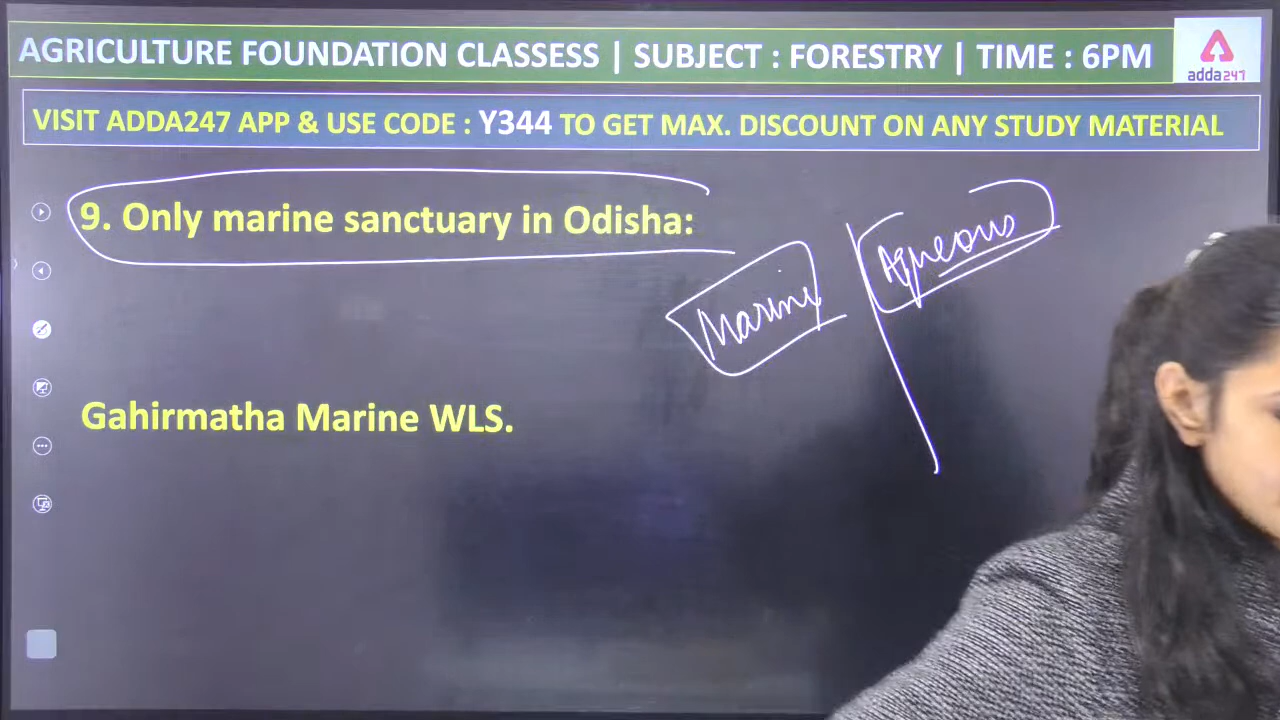 AGRICULTURE FOUNDATION CLASSESS | SUBJECT : FORESTRY | TIME : 6PM
adda247
VISIT ADDA247 APP & USE CODE : Y344 TO GET MAX. DISCOUNT ON ANY STUDY MATERIAL
9. Only marine sanctuary in Odisha:
Marine
Aqueous
Gahirmatha Marine WLS.